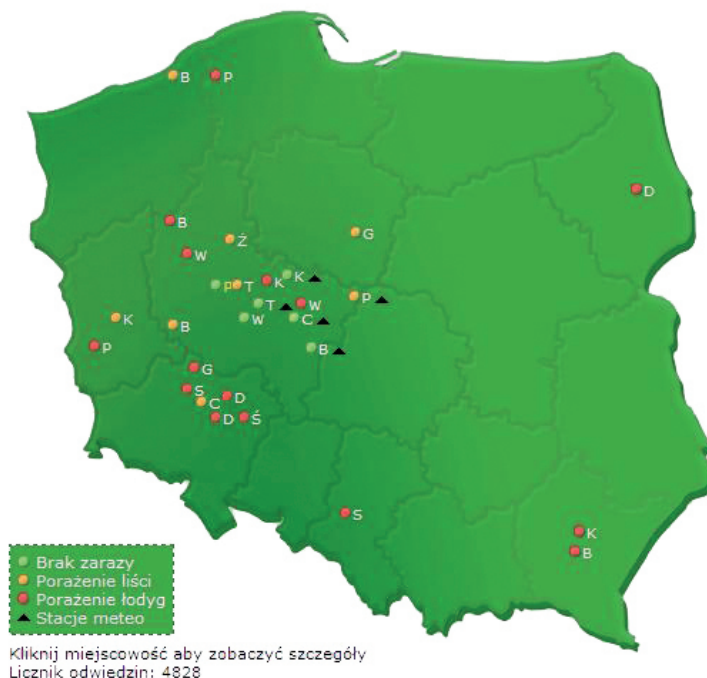 B P
D
B
Ż G
W
K K
P T
P
T W
W C
K B
P B
G
S D
C
D Ś
S
K
B
Brak zarazy
Porażenie liści
Porażenie łodyg
Stacje meteo
Kliknij miejscowość aby zobaczyć szczegóły
Licznik odwiedzin: 4828